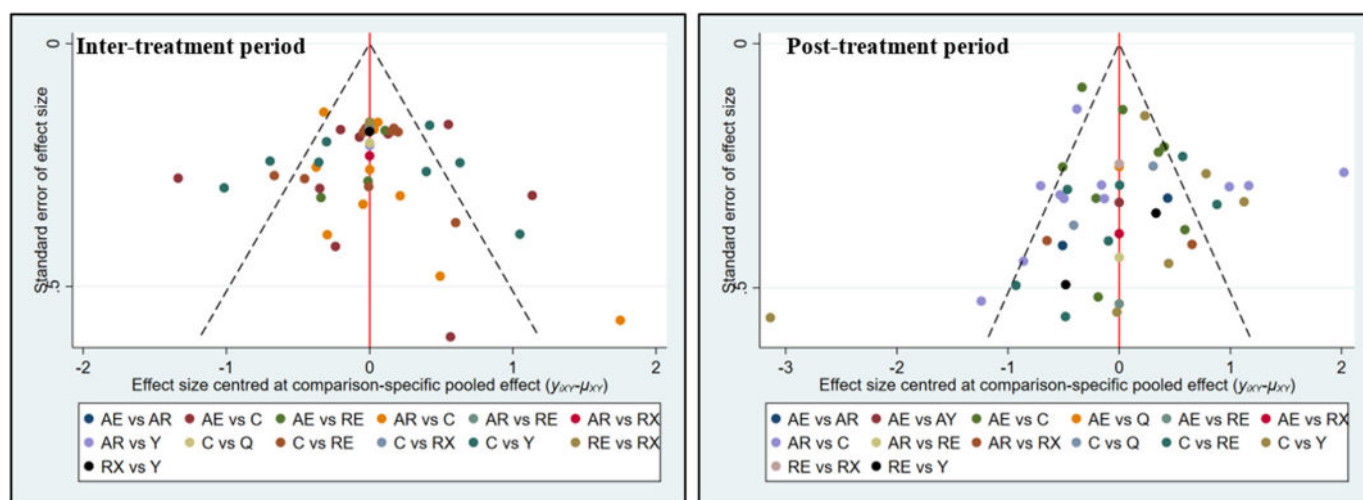 Inter-treatment period
0
.5
Standard error of effect size
-2
-1
0
1
2
Effect size centred at comparison-specific pooled effect (yiXY-μXY)
AE vs AR AE vs C AE vs RE AR vs C AR vs RE AR vs RX
AR vs Y C vs Q C vs RE C vs RX C vs Y RE vs RX
RX vs Y
Post-treatment period
0
.5
Standard error of effect size
-3
-2
-1
0
1
2
Effect size centred at comparison-specific pooled effect (yiXY-μXY)
AE vs AR AE vs AY AE vs C AE vs Q AE vs RE AE vs RX
AR vs C AR vs RE AR vs RX C vs Q C vs RE C vs Y
RE vs RX RE vs Y